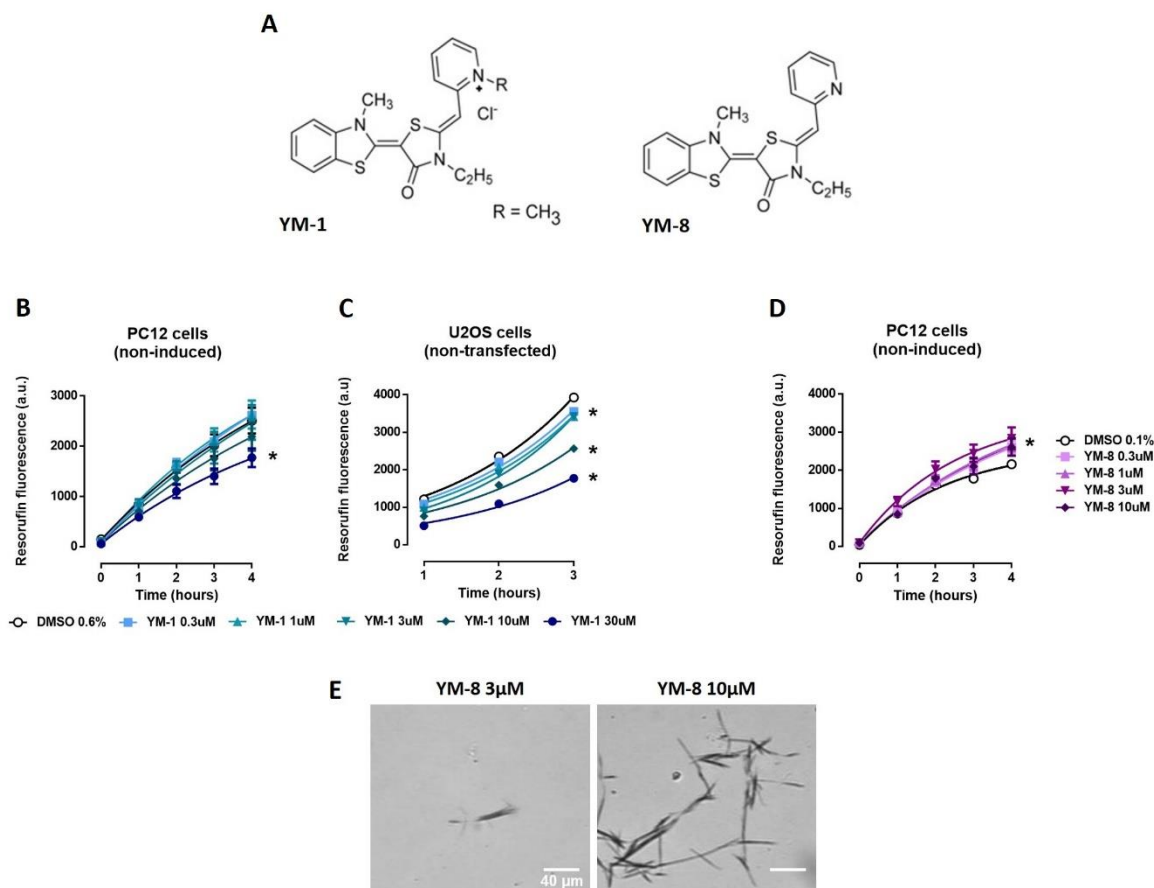 A
N
R
+
Cl-
CH3
N
S
S
N
O
C2H5
R = CH3
YM-1
N
CH3
N
S
S
N
O
C2H5
YM-8
B
PC12 cells
(non-induced)
Resorufin fluorescence (a.u.)
3000
2000
1000
0
*
0 1 2 3 4
Time (hours)
C
U2OS cells
(non-transfected)
Resorufin fluorescence (a.u)
4000
3000
2000
1000
0
*
*
*
1 2 3
Time (hours)
DMSO 0.6% YM-1 0.3uM YM-1 1uM YM-1 3uM YM-1 10uM YM-1 30uM
D
PC12 cells
(non-induced)
Resorufin fluorescence (a.u.)
4000
3000
2000
1000
0
*
0 1 2 3 4
Time (hours)
DMSO 0.1%
YM-8 0.3uM
YM-8 1uM
YM-8 3uM
YM-8 10uM
E
YM-8 3µM
YM-8 10µM
40 µm